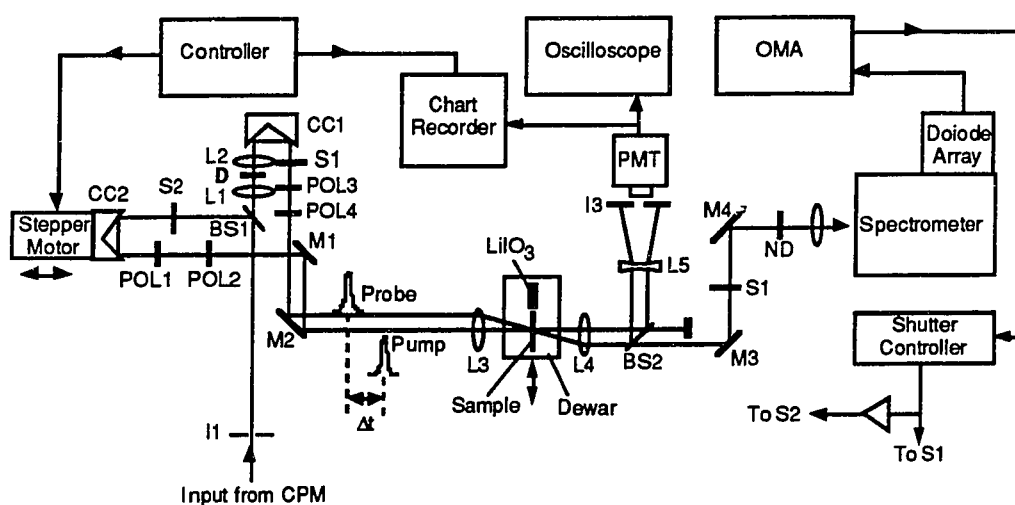 Controller
Oscilloscope
OMA
Chart
Recorder
PMT
Doiode
Array
CC1
L2
S1
D
L1
POL3
S2
CC2
POL4
BS1
Stepper
Motor
M1
POL1
POL2
I3
M4
Spectrometer
ND
LiIO3
L5
S1
Probe
M2
Pump
L3
L4
BS2
M3
Shutter
Controller
Sample
Dewar
Δt
I1
To S2
To S1
Input from CPM